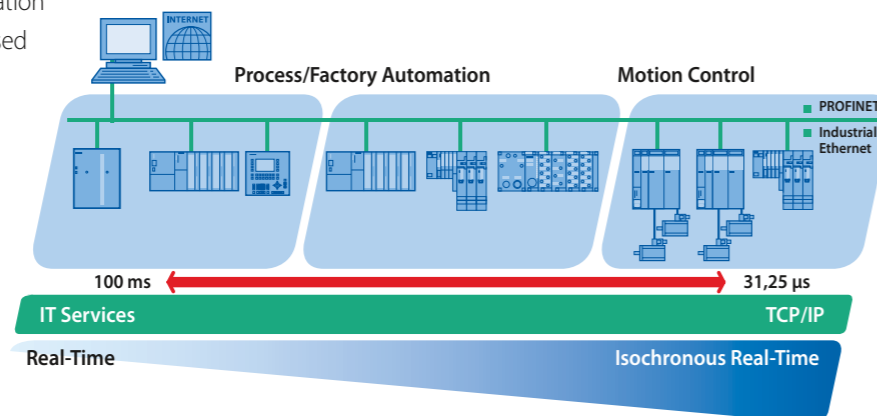 ation
sed
INTERNET
Process/Factory Automation
Motion Control
PROFINET
Industrial
Ethernet
100 ms
31,25 µs
IT Services
TCP/IP
Real-Time
Isochronous Real-Time